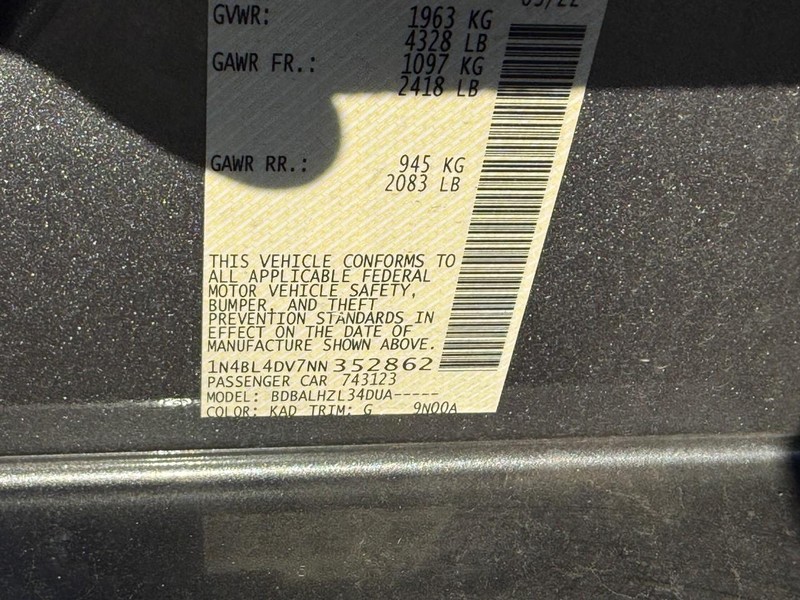 03/22
GVWR: 1963 KG
4328 LB
GAWR FR.: 1097 KG
2418 LB
GAWR RR.: 945 KG
2083 LB
THIS VEHICLE CONFORMS TO
ALL APPLICABLE FEDERAL
MOTOR VEHICLE SAFETY,
BUMPER, AND THEFT
PREVENTION STANDARDS IN
EFFECT ON THE DATE OF
MANUFACTURE SHOWN ABOVE.
1N4BL4DV7NN352862
PASSENGER CAR 743123
MODEL: BDBALHZL34DUA-----
COLOR: KAD TRIM: G 9N00A